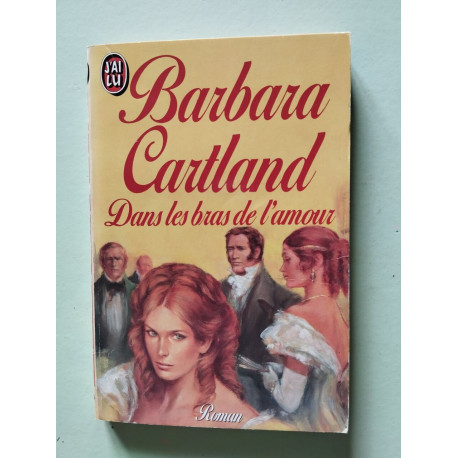 J'AI
LU
Barbara
Cartland
Dans les bras de l'amour
Roman